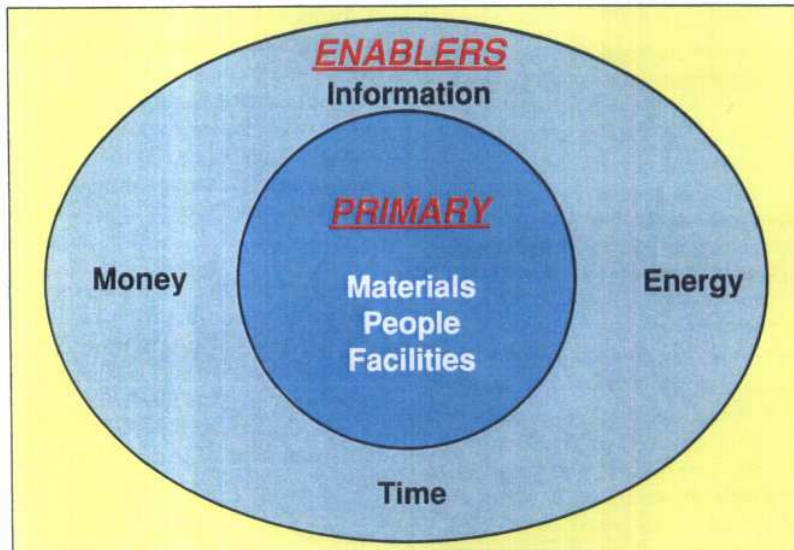 ENABLERS
Information
PRIMARY
Money
Materials
People
Facilities
Energy
Time